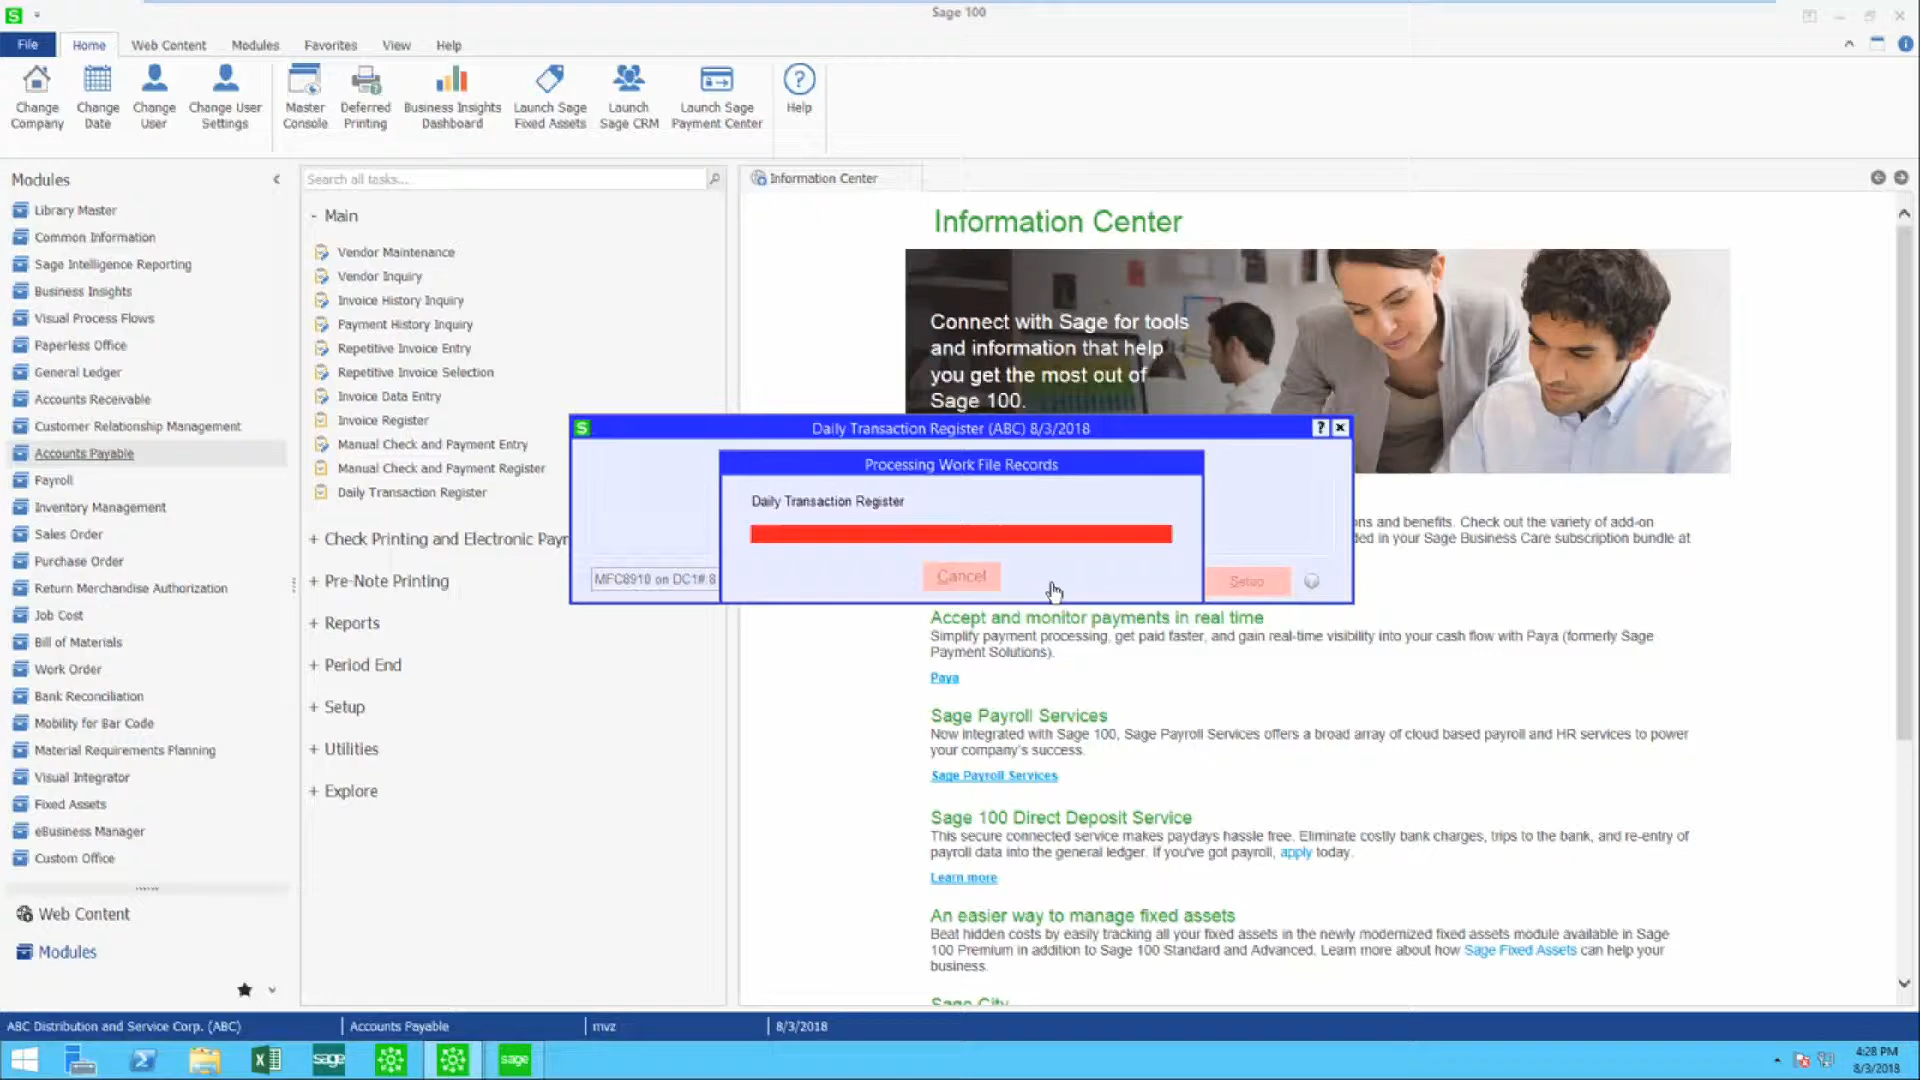 Sage 100
File
Home
Web Content
Modules
Favorites
View
Help
Change Company
Change Date
Change User
Change User Settings
Master Console
Deferred Printing
Business Insights Dashboard
Launch Sage Fixed Assets
Launch Sage CRM
Launch Sage Payment Center
Help
Modules
Library Master
Common Information
Sage Intelligence Reporting
Business Insights
Visual Process Flows
Paperless Office
General Ledger
Accounts Receivable
Customer Relationship Management
Accounts Payable
Payroll
Inventory Management
Sales Order
Purchase Order
Return Merchandise Authorization
Job Cost
Bill of Materials
Work Order
Bank Reconciliation
Mobility for Bar Code
Material Requirements Planning
Visual Integrator
Fixed Assets
eBusiness Manager
Custom Office
Web Content
Modules
Search all tasks...
- Main
Vendor Maintenance
Vendor Inquiry
Invoice History Inquiry
Payment History Inquiry
Repetitive Invoice Entry
Repetitive Invoice Selection
Invoice Data Entry
Invoice Register
Manual Check and Payment Entry
Manual Check and Payment Register
Daily Transaction Register
+ Check Printing and Electronic Paym
+ Pre-Note Printing
+ Reports
+ Period End
+ Setup
+ Utilities
+ Explore
Information Center
Information Center
Connect with Sage for tools
and information that help
you get the most out of
Sage 100.
Daily Transaction Register (ABC) 8/3/2018
Processing Work File Records
Daily Transaction Register
Cancel
MFC8910 on DC1# 8
Setup
ns and benefits. Check out the variety of add-on
ded in your Sage Business Care subscription bundle at
Accept and monitor payments in real time
Simplify payment processing, get paid faster, and gain real-time visibility into your cash flow with Paya (formerly Sage
Payment Solutions).
Paya
Sage Payroll Services
Now integrated with Sage 100, Sage Payroll Services offers a broad array of cloud based payroll and HR services to power
your company's success.
Sage Payroll Services
Sage 100 Direct Deposit Service
This secure connected service makes paydays hassle free. Eliminate costly bank charges, trips to the bank, and re-entry of
payroll data into the general ledger. If you've got payroll, apply today.
Learn more
An easier way to manage fixed assets
Beat hidden costs by easily tracking all your fixed assets in the newly modernized fixed assets module available in Sage
100 Premium in addition to Sage 100 Standard and Advanced. Learn more about how Sage Fixed Assets can help your
business.
Sage City
ABC Distribution and Service Corp. (ABC)
Accounts Payable
mvz
8/3/2018
sage
sage
4:28 PM
8/3/2018